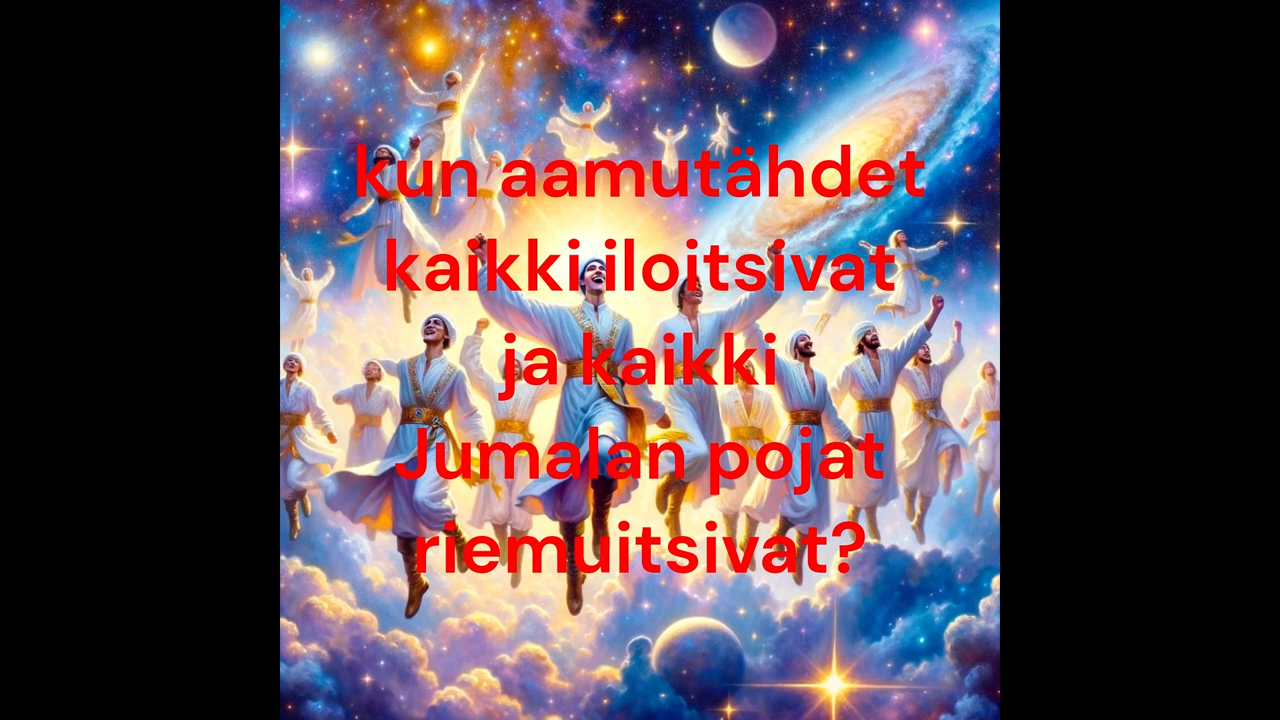 kun aamutähdet
kaikki iloitsivat
ja kaikki
Jumalan pojat
riemuitsivat?